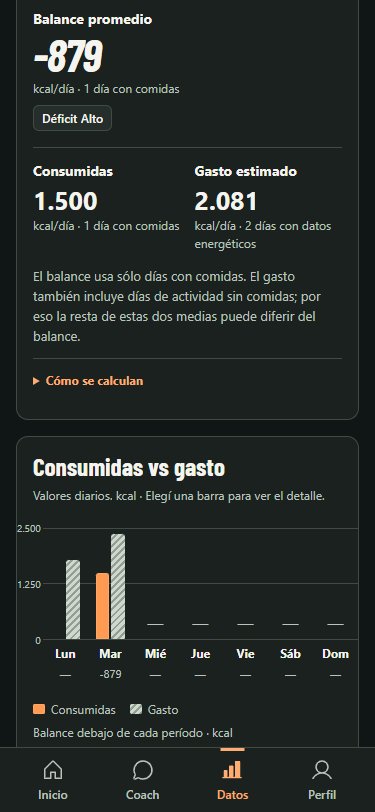 Balance promedio
-879
kcal/día · 1 día con comidas
Déficit Alto
Consumidas
1.500
kcal/día · 1 día con comidas
Gasto estimado
2.081
kcal/día · 2 días con datos
energéticos
El balance usa sólo días con comidas. El gasto
también incluye días de actividad sin comidas; por
eso la resta de estas dos medias puede diferir del
balance.
Cómo se calculan
Consumidas vs gasto
Valores diarios. kcal · Elegí una barra para ver el detalle.
2.500
1.250
0
Lun Mar Mié Jue Vie Sáb Dom
— -879 — — — — —
Consumidas Gasto
Balance debajo de cada período · kcal
Inicio Coach Datos Perfil